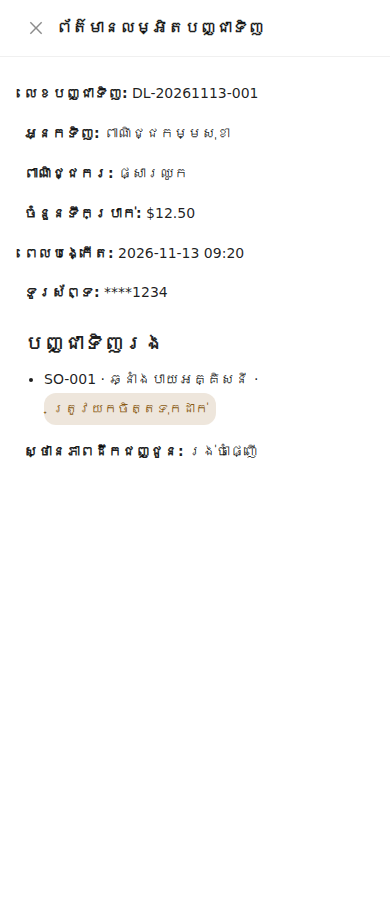 ព័ត៌មានលម្អិតបញ្ជាទិញ
លេខបញ្ជាទិញ: DL-20261113-001
អ្នកទិញ: ពាណិជ្ជកម្មសុខា
ពាណិជ្ជករ: ផ្សារឈូក
ចំនួនទឹកប្រាក់: $12.50
ពេលបង្កើត: 2026-11-13 09:20
ទូរស័ព្ទ: ****1234
បញ្ជាទិញរង
• SO-001 · ឆ្នាំងបាយអគ្គិសនី ·
ត្រូវយកចិត្តទុកដាក់
ស្ថានភាពដឹកជញ្ជូន: រង់ចាំផ្ញើ